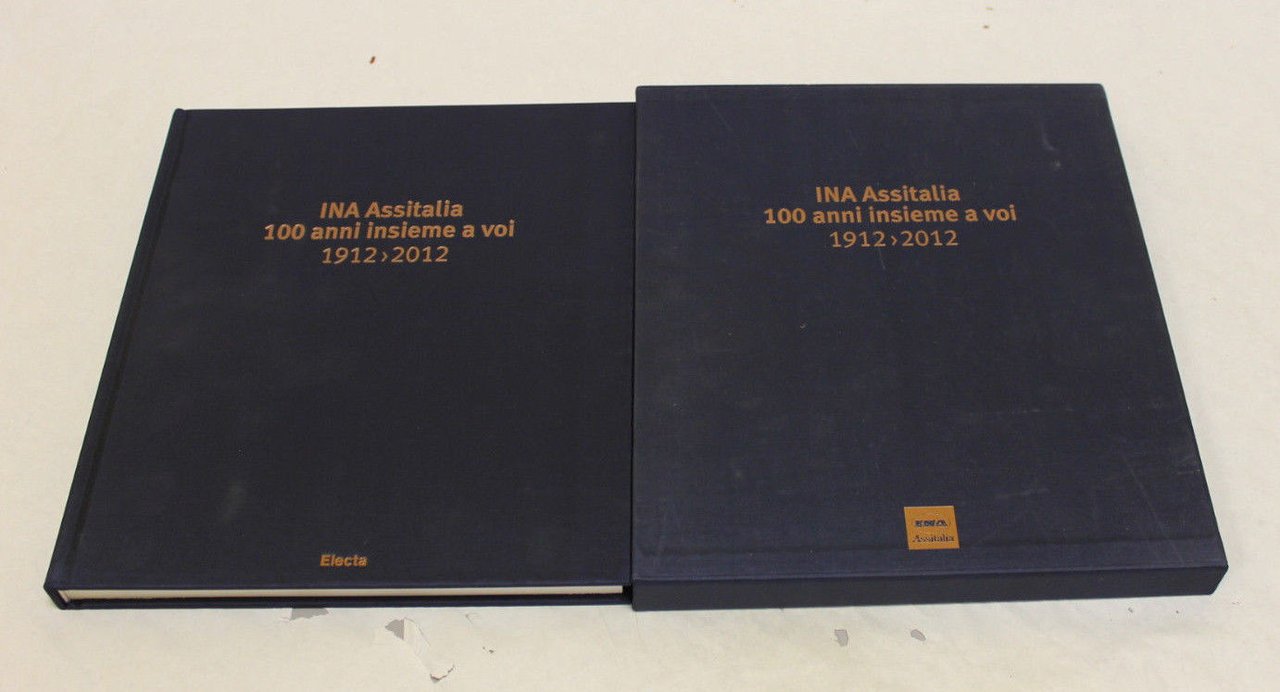 INA Assitalia
100 anni insieme a voi
1912›2012
Electa
INA Assitalia
100 anni insieme a voi
1912›2012
INA
Assitalia